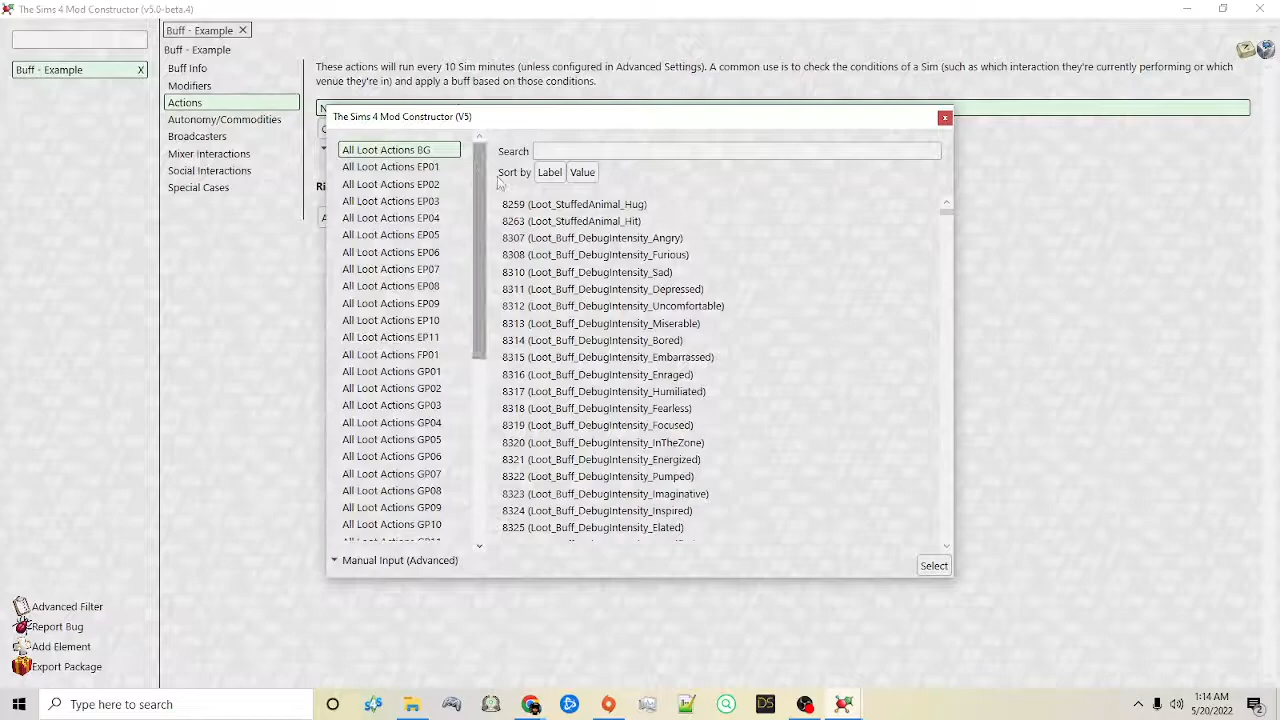 The Sims 4 Mod Constructor (v5.0-beta.4)
Buff - Example X
Buff - Example
Buff - Example X
Buff Info
Modifiers
Actions
Autonomy/Commodities
Broadcasters
Mixer Interactions
Social Interactions
Special Cases
These actions will run every 10 Sim minutes (unless configured in Advanced Settings). A common use is to check the conditions of a Sim (such as which interaction they're currently performing or which
venue they're in) and apply a buff based on those conditions.
The Sims 4 Mod Constructor (V5)
x
All Loot Actions BG
All Loot Actions EP01
All Loot Actions EP02
All Loot Actions EP03
All Loot Actions EP04
All Loot Actions EP05
All Loot Actions EP06
All Loot Actions EP07
All Loot Actions EP08
All Loot Actions EP09
All Loot Actions EP10
All Loot Actions EP11
All Loot Actions FP01
All Loot Actions GP01
All Loot Actions GP02
All Loot Actions GP03
All Loot Actions GP04
All Loot Actions GP05
All Loot Actions GP06
All Loot Actions GP07
All Loot Actions GP08
All Loot Actions GP09
All Loot Actions GP10
Search
Sort by Label Value
8259 (Loot_StuffedAnimal_Hug)
8263 (Loot_StuffedAnimal_Hit)
8307 (Loot_Buff_DebugIntensity_Angry)
8308 (Loot_Buff_DebugIntensity_Furious)
8310 (Loot_Buff_DebugIntensity_Sad)
8311 (Loot_Buff_DebugIntensity_Depressed)
8312 (Loot_Buff_DebugIntensity_Uncomfortable)
8313 (Loot_Buff_DebugIntensity_Miserable)
8314 (Loot_Buff_DebugIntensity_Bored)
8315 (Loot_Buff_DebugIntensity_Embarrassed)
8316 (Loot_Buff_DebugIntensity_Enraged)
8317 (Loot_Buff_DebugIntensity_Humiliated)
8318 (Loot_Buff_DebugIntensity_Fearless)
8319 (Loot_Buff_DebugIntensity_Focused)
8320 (Loot_Buff_DebugIntensity_InTheZone)
8321 (Loot_Buff_DebugIntensity_Energized)
8322 (Loot_Buff_DebugIntensity_Pumped)
8323 (Loot_Buff_DebugIntensity_Imaginative)
8324 (Loot_Buff_DebugIntensity_Inspired)
8325 (Loot_Buff_DebugIntensity_Elated)
Manual Input (Advanced)
Select
Advanced Filter
Report Bug
Add Element
Export Package
Type here to search
DS
1:14 AM
5/20/2022
2